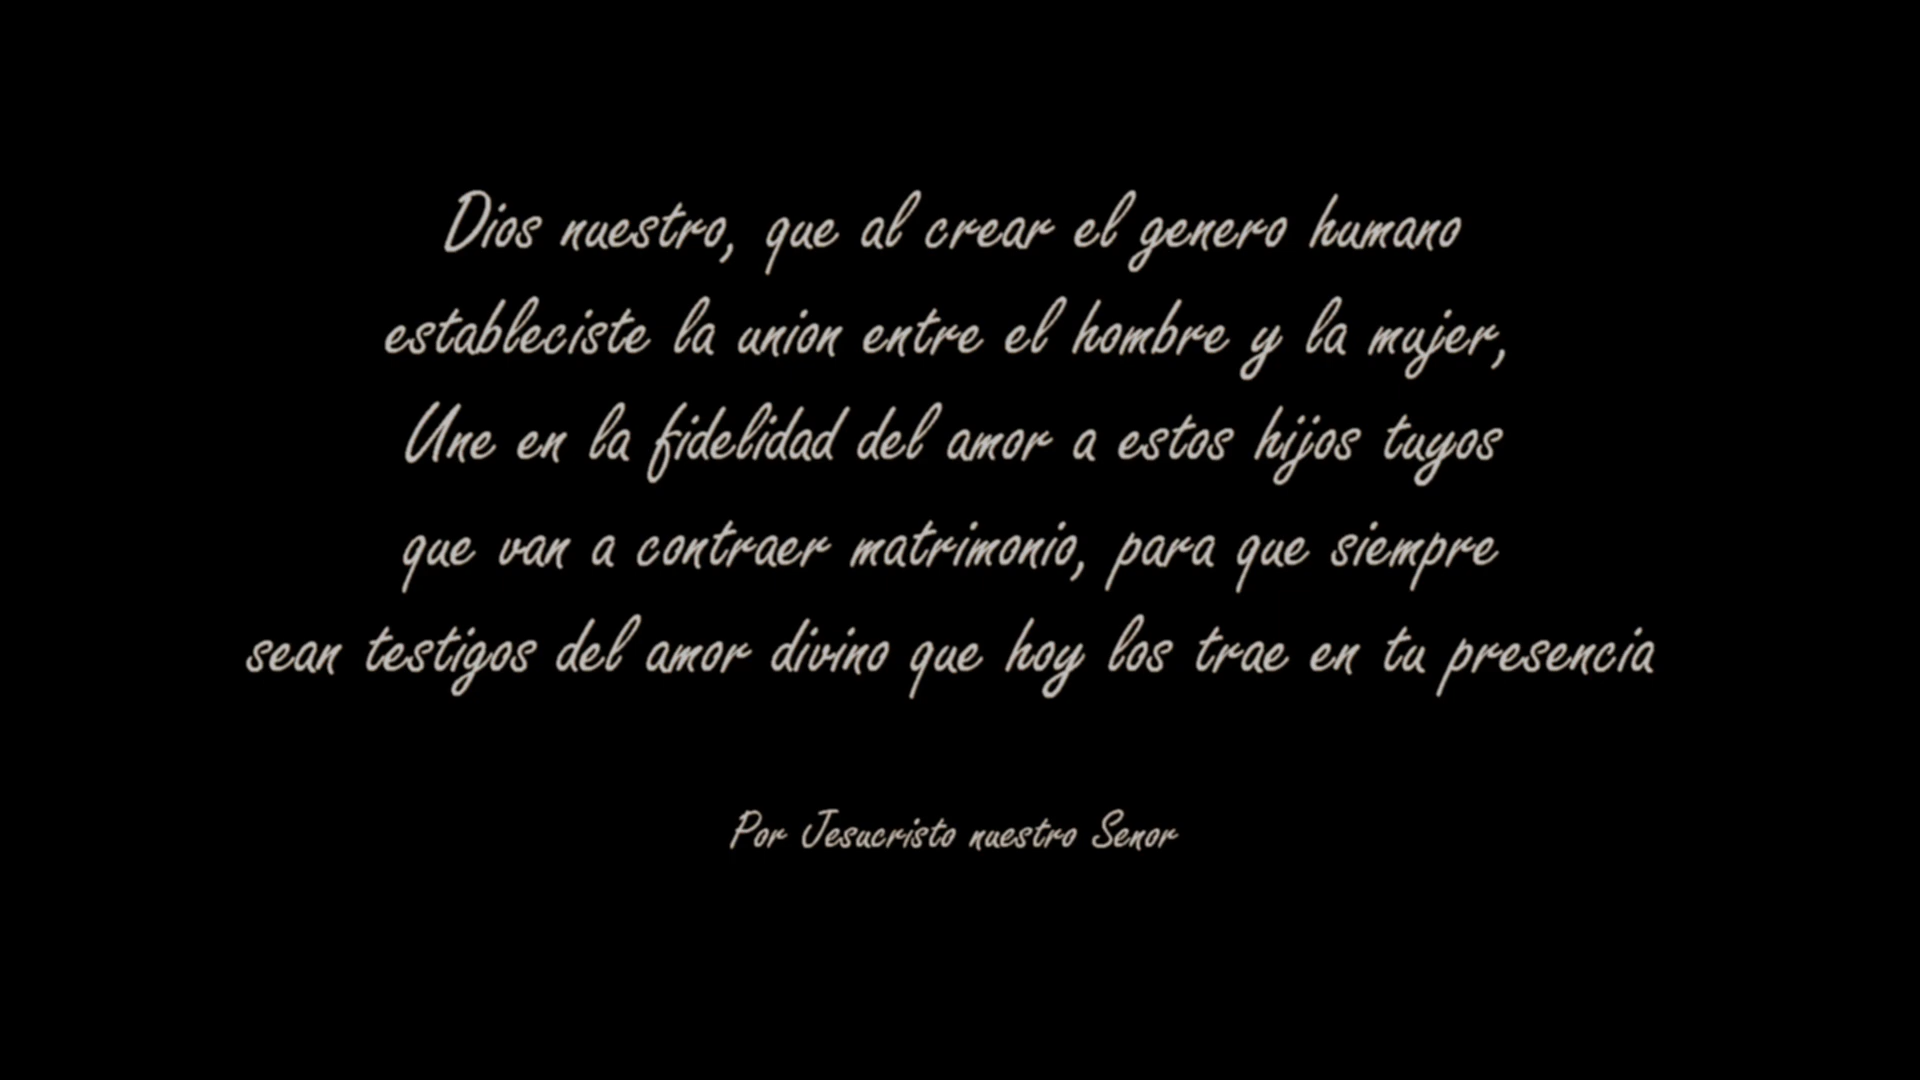 Dios nuestro, que al crear el genero humano
estableciste la union entre el hombre y la mujer,
Une en la fidelidad del amor a estos hijos tuyos
que van a contraer matrimonio, para que siempre
sean testigos del amor divino que hoy los trae en tu presencia
Por Jesucristo nuestro Senor